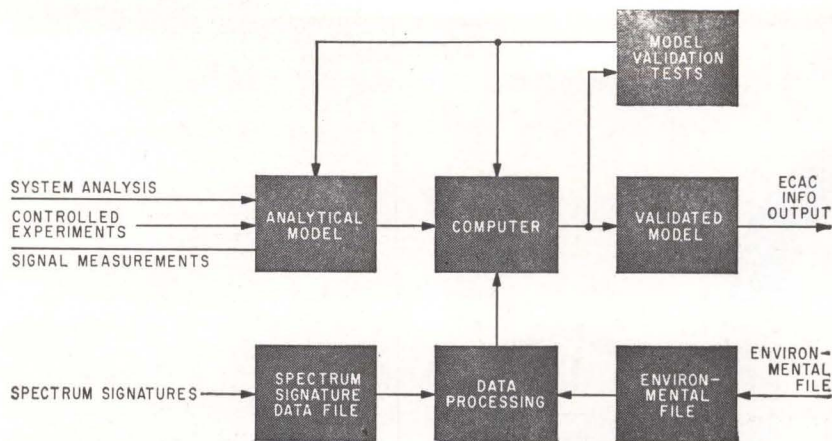 MODEL
VALIDATION
TESTS
SYSTEM ANALYSIS
CONTROLLED
EXPERIMENTS
SIGNAL MEASUREMENTS
ANALYTICAL
MODEL
COMPUTER
VALIDATED
MODEL
ECAC
INFO
OUTPUT
SPECTRUM SIGNATURES
SPECTRUM
SIGNATURE
DATA FILE
DATA
PROCESSING
ENVIRON-
MENTAL
FILE
ENVIRON-
MENTAL
FILE